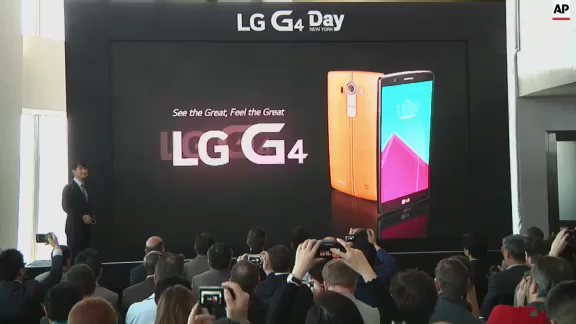 AP
LG G4 Day
NEW YORK
See the Great, Feel the Great
LG G4